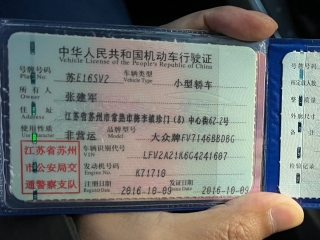 中华人民共和国机动车行驶证
Vehicle License of the People's Republic of China
号牌号码 苏E16SV2 车辆类型 小型轿车
Plate No. Vehicle Type
所有人 张建军
Owner
住址 江苏省苏州市常熟市梅李镇珍门
Address
使用性质 非营运 品牌型号 大众牌FV7146BBDBG
Use Character Model
江苏省苏州
市公安局交
通警察支队
车辆识别代号 LFV2A21K6G4241607
VIN
发动机号码 K71710
Engine No.
注册日期 2016-10-09 发证日期 2016-10-09
Register Date Issue Date